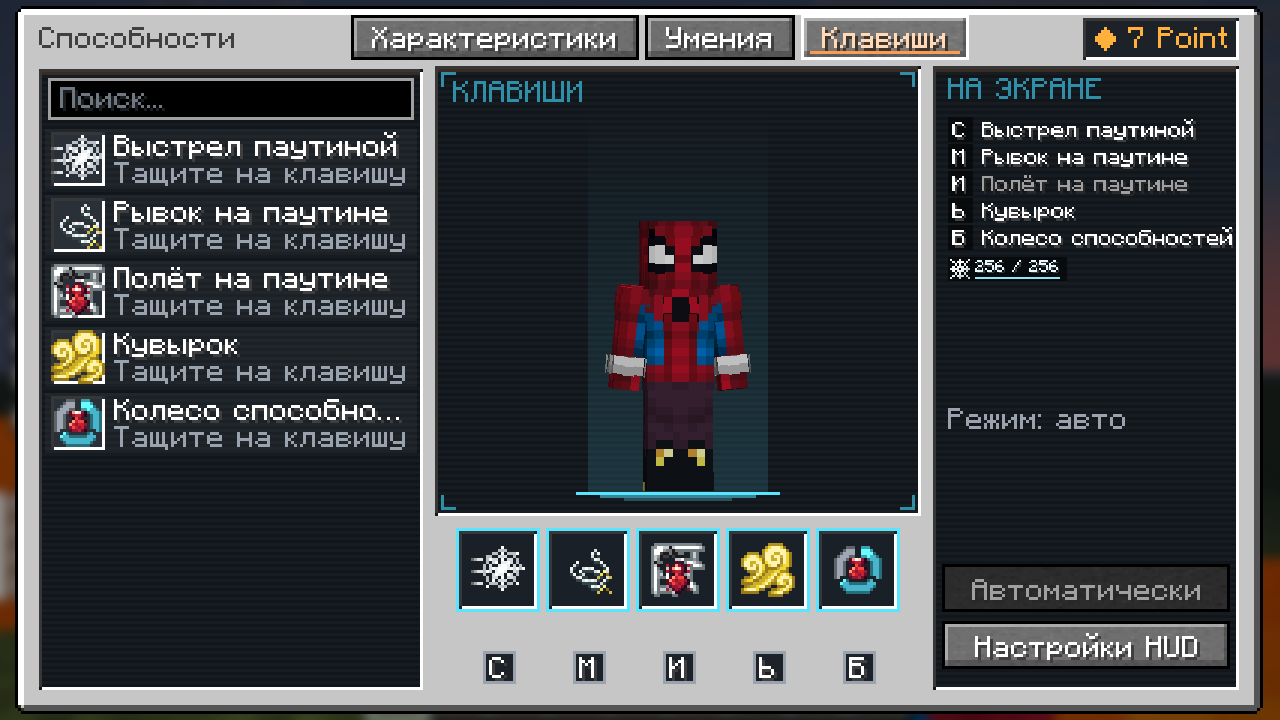 Способности
Характеристики
Умения
Клавиши
7 Point
Поиск...
Выстрел паутиной
Тащите на клавишу
Рывок на паутине
Тащите на клавишу
Полёт на паутине
Тащите на клавишу
Кувырок
Тащите на клавишу
Колесо способно...
Тащите на клавишу
КЛАВИШИ
С
М
И
Ь
Б
НА ЭКРАНЕ
С Выстрел паутиной
М Рывок на паутине
И Полёт на паутине
Ь Кувырок
Б Колесо способностей
256 / 256
Режим: авто
Автоматически
Настройки HUD